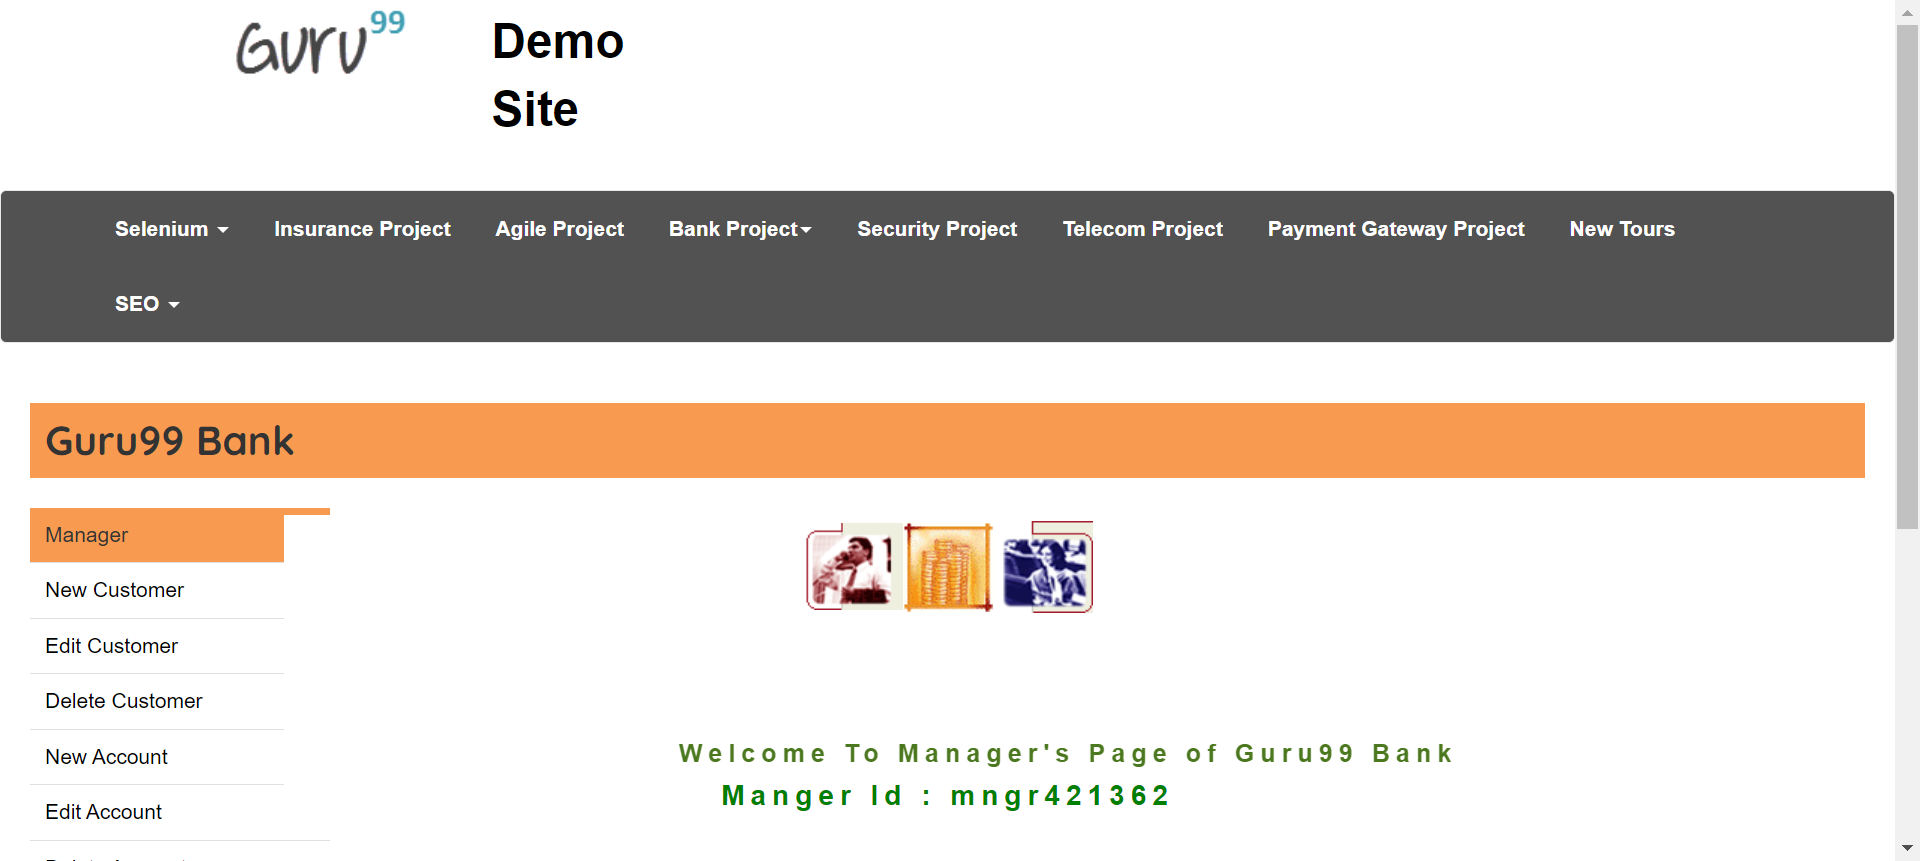 Guru99
Demo
Site
Selenium
Insurance Project
Agile Project
Bank Project
Security Project
Telecom Project
Payment Gateway Project
New Tours
SEO
Guru99 Bank
Manager
New Customer
Edit Customer
Delete Customer
New Account
Edit Account
Welcome To Manager's Page of Guru99 Bank
Manger Id : mngr421362